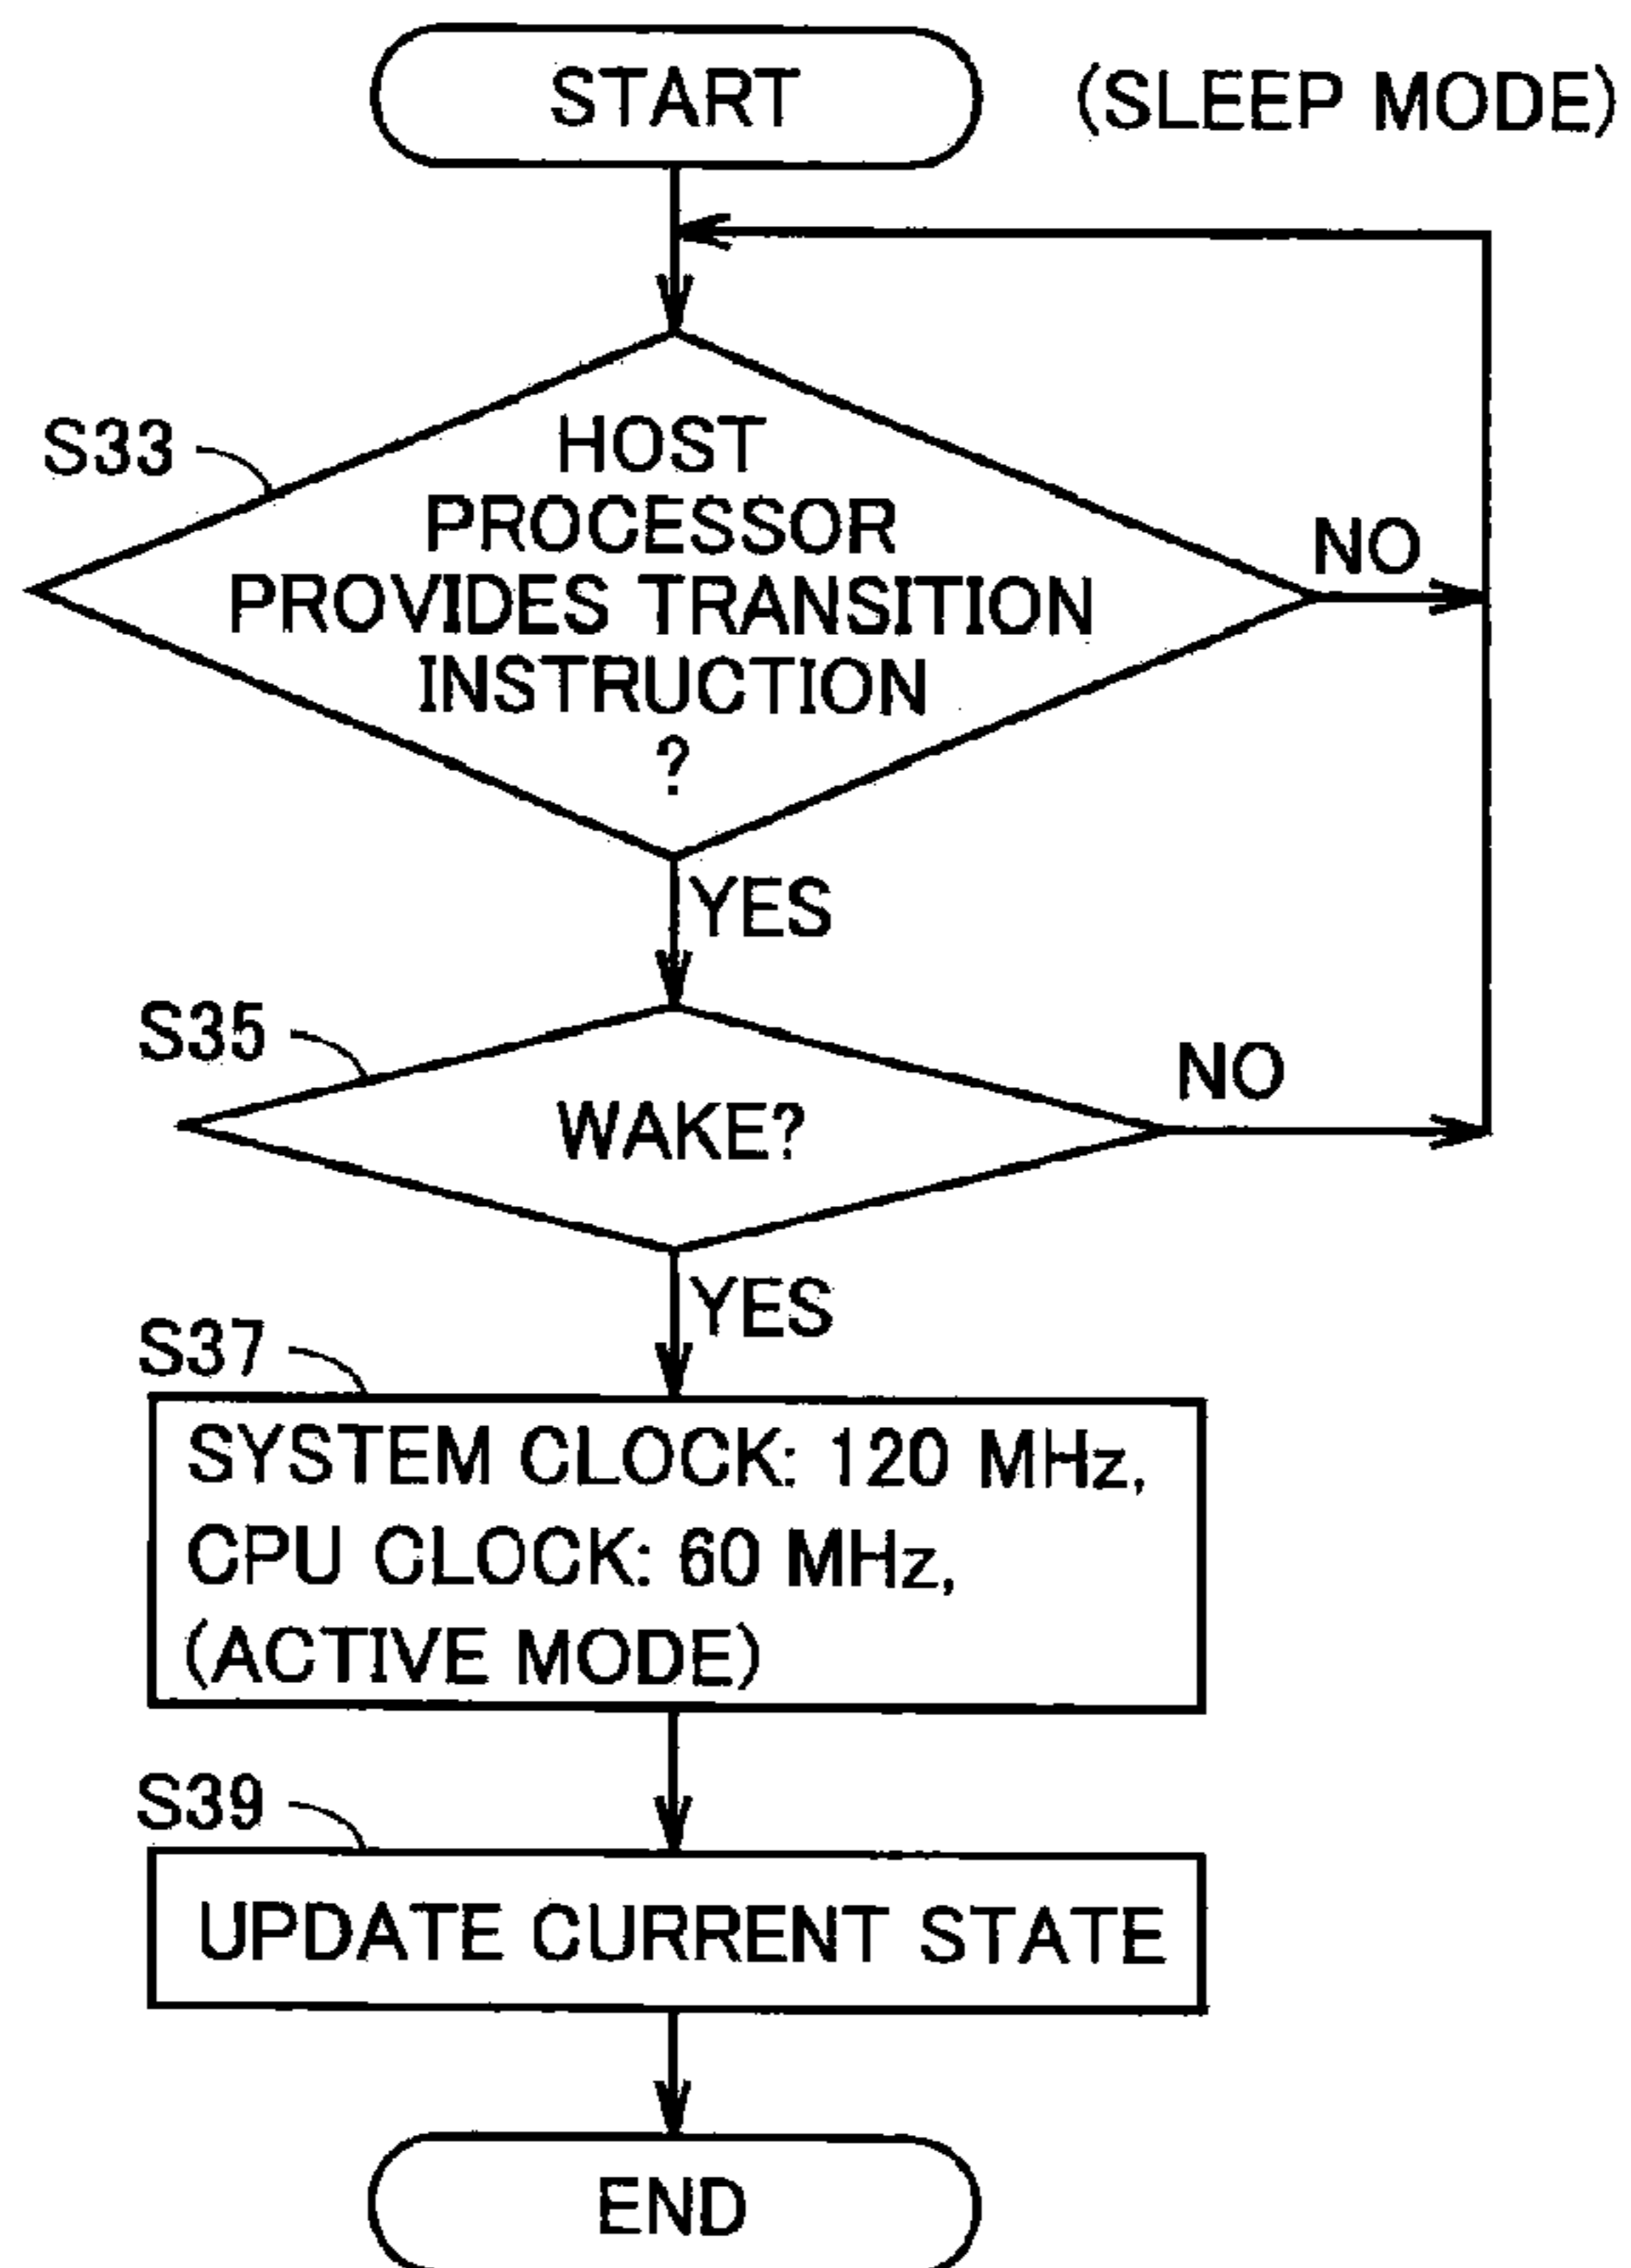 START
(SLEEP MODE)
S33
HOST
PROCESSOR
PROVIDES TRANSITION
INSTRUCTION
?
NO
YES
S35
WAKE?
NO
YES
S37
SYSTEM CLOCK: 120 MHz,
CPU CLOCK: 60 MHz,
(ACTIVE MODE)
S39
UPDATE CURRENT STATE
END